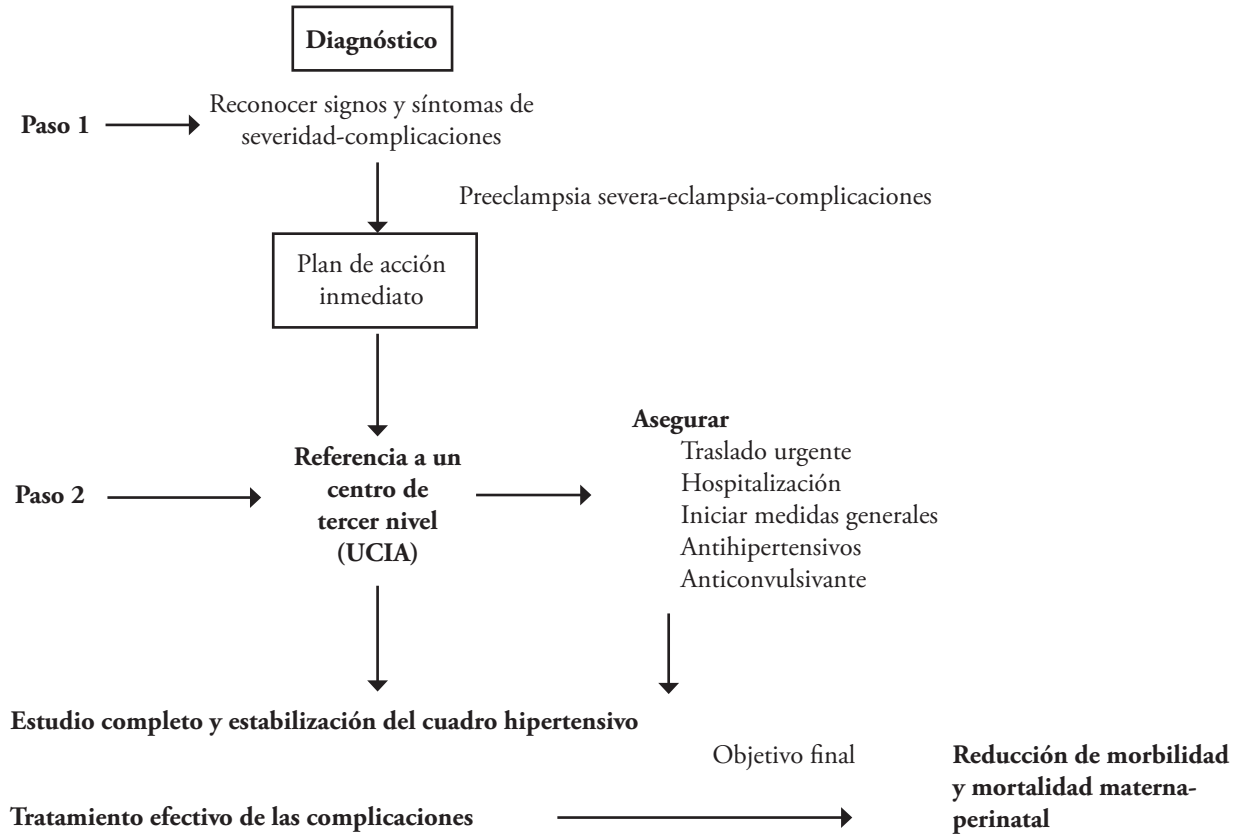 Diagnóstico
Paso 1
Reconocer signos y síntomas de
severidad-complicaciones
Preeclampsia severa-eclampsia-complicaciones
Plan de acción
inmediato
Paso 2
Referencia a un
centro de
tercer nivel
(UCIA)
Asegurar
Traslado urgente
Hospitalización
Iniciar medidas generales
Antihipertensivos
Anticonvulsivante
Estudio completo y estabilización del cuadro hipertensivo
Objetivo final
Reducción de morbilidad
y mortalidad materna-
perinatal
Tratamiento efectivo de las complicaciones